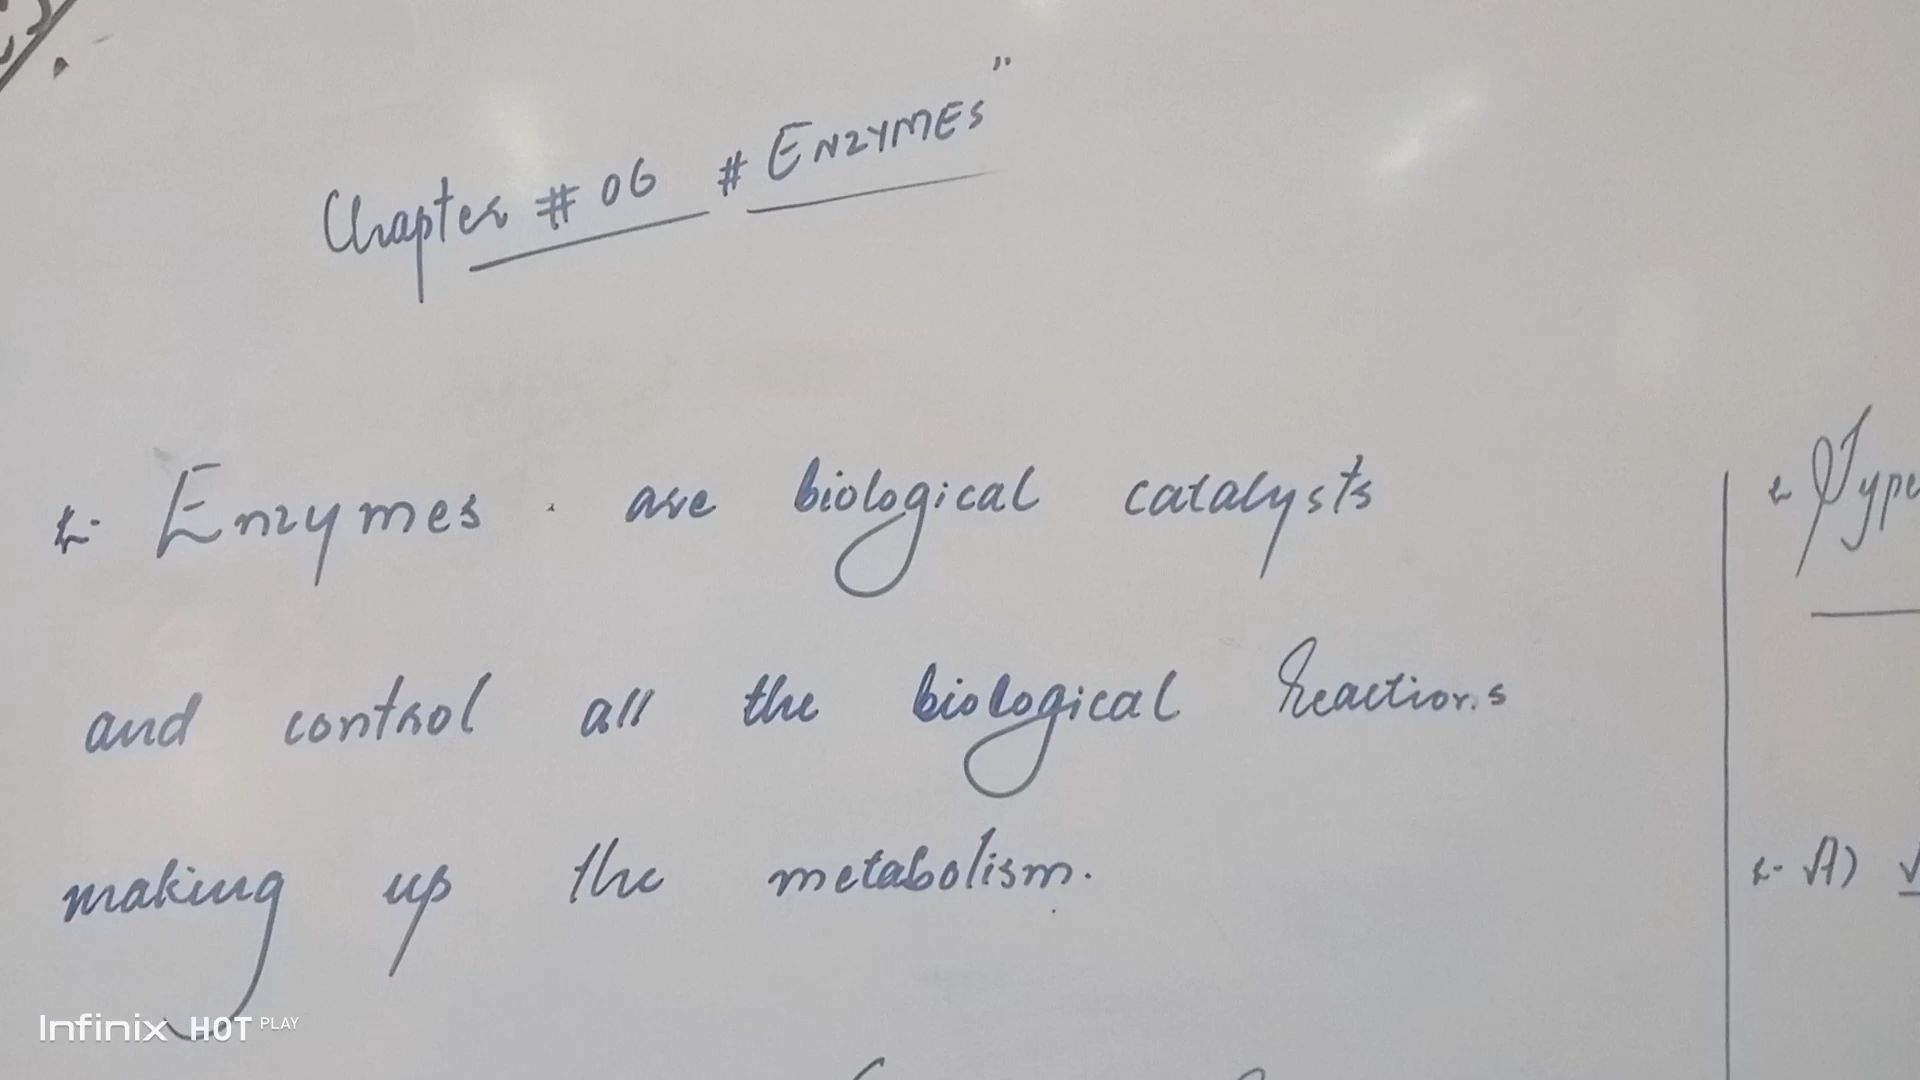 Chapter # 06 # ENZYMES"
Enzymes are biological catalysts
and control all the biological reactions
making up the metabolism.
Type
A)
Infinix HOT PLAY